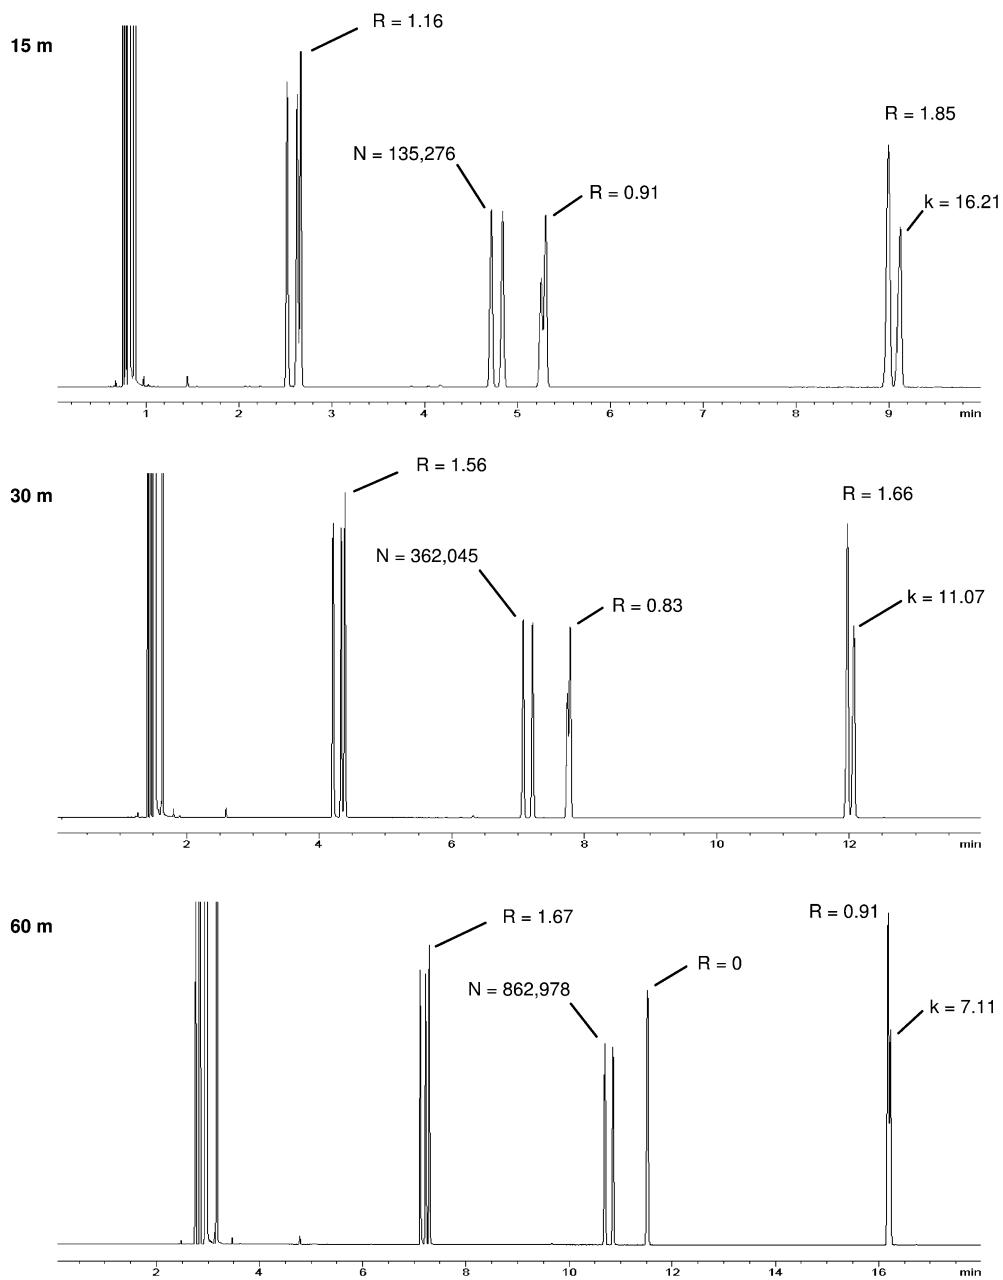 R = 1.16
15 m
R = 1.85
N = 135,276
R = 0.91
k = 16.21
1 2 3 4 5 6 7 8 9 min
R = 1.56
30 m
R = 1.66
N = 362,045
R = 0.83
k = 11.07
2 4 6 8 10 12 min
60 m
R = 1.67
R = 0.91
R = 0
N = 862,978
k = 7.11
2 4 6 8 10 12 14 16 min